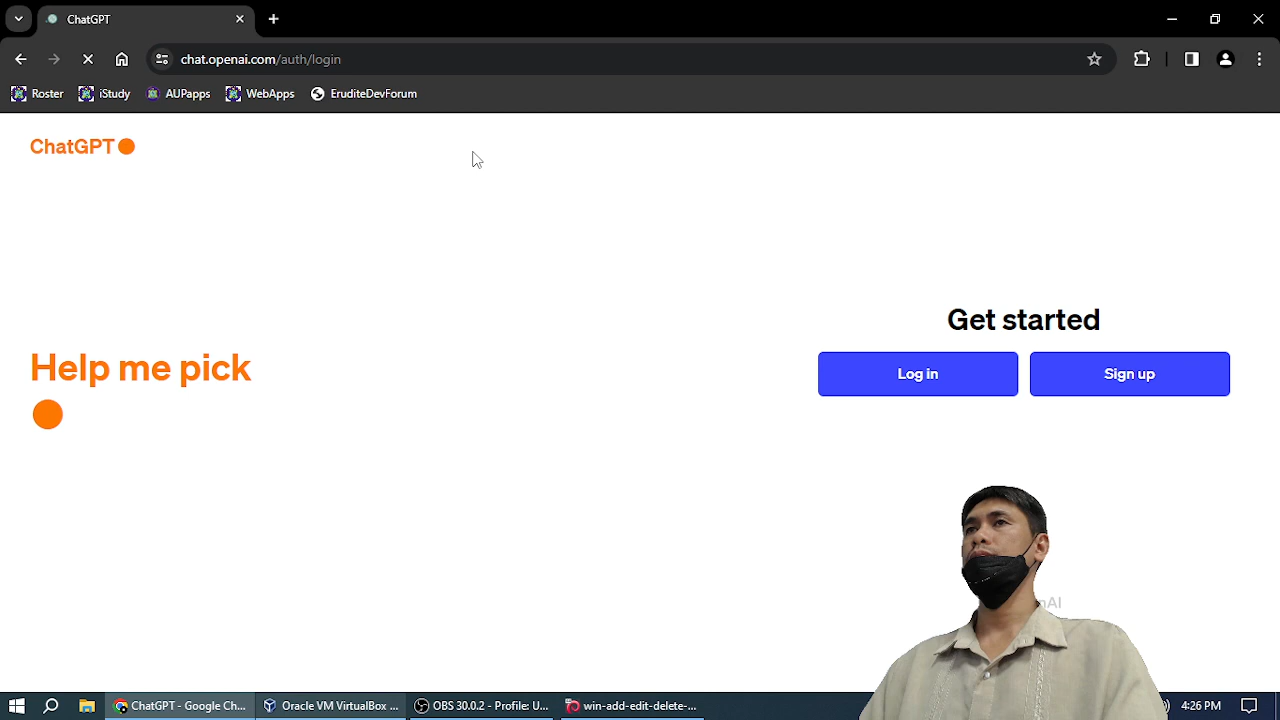 ChatGPT
chat.openai.com/auth/login
Roster
iStudy
AUPapps
WebApps
EruditeDevForum
ChatGPT
Get started
Help me pick
Log in
Sign up
nAI
ChatGPT - Google Ch...
Oracle VM VirtualBox ...
OBS 30.0.2 - Profile: U...
win-add-edit-delete-...
4:26 PM